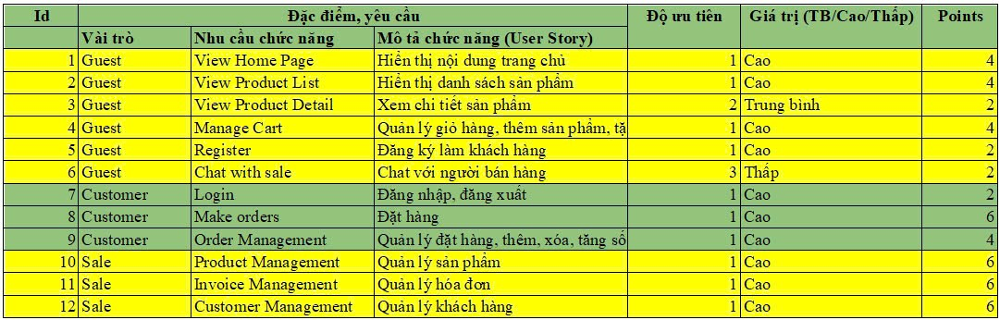 Id Đặc điểm, yêu cầu Độ ưu tiên Giá trị (TB/Cao/Thấp) Points
Vài trò Nhu cầu chức năng Mô tả chức năng (User Story)
1 Guest View Home Page Hiển thị nội dung trang chủ 1 Cao 4
2 Guest View Product List Hiển thị danh sách sản phẩm 1 Cao 4
3 Guest View Product Detail Xem chi tiết sản phẩm 2 Trung bình 2
4 Guest Manage Cart Quản lý giỏ hàng, thêm sản phẩm, tặ 1 Cao 4
5 Guest Register Đăng ký làm khách hàng 1 Cao 2
6 Guest Chat with sale Chat với người bán hàng 3 Thấp 2
7 Customer Login Đăng nhập, đăng xuất 1 Cao 2
8 Customer Make orders Đặt hàng 1 Cao 6
9 Customer Order Management Quản lý đặt hàng, thêm, xóa, tăng số 1 Cao 4
10 Sale Product Management Quản lý sản phẩm 1 Cao 6
11 Sale Invoice Management Quản lý hóa đơn 1 Cao 6
12 Sale Customer Management Quản lý khách hàng 1 Cao 6